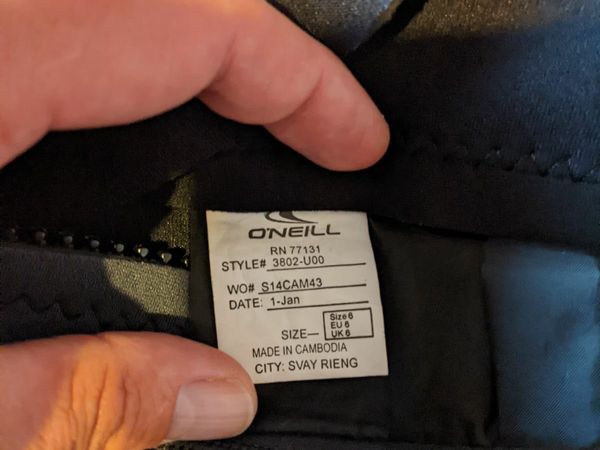 O'NEILL
RN 77131
STYLE# 3802-U00
WO# S14CAM43
DATE: 1-Jan
SIZE— Size 6
EU 6
UK 6
MADE IN CAMBODIA
CITY: SVAY RIENG